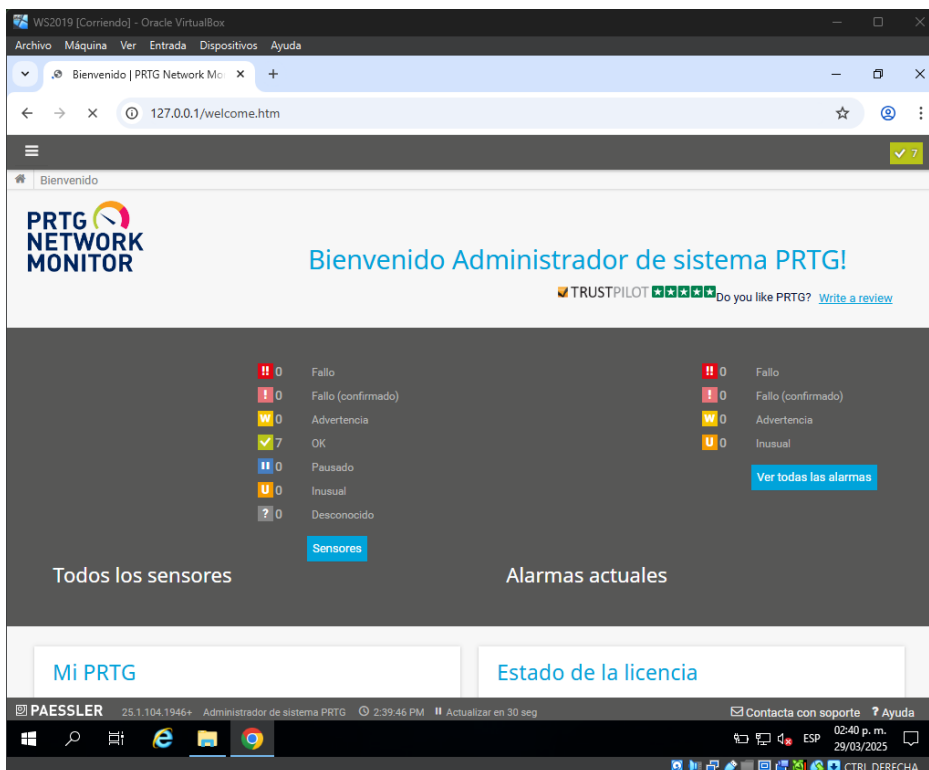 WS2019 [Corriendo] - Oracle VirtualBox
Archivo Máquina Ver Entrada Dispositivos Ayuda
Bienvenido | PRTG Network Mo
127.0.0.1/welcome.htm
7
Bienvenido
PRTG
NETWORK
MONITOR
Bienvenido Administrador de sistema PRTG!
TRUSTPILOT Do you like PRTG? Write a review
!! 0 Fallo
! 0 Fallo (confirmado)
W 0 Advertencia
7 OK
0 Pausado
U 0 Inusual
? 0 Desconocido
Sensores
Todos los sensores
!! 0 Fallo
! 0 Fallo (confirmado)
W 0 Advertencia
U 0 Inusual
Ver todas las alarmas
Alarmas actuales
Mi PRTG
Estado de la licencia
PAESSLER 25.1.104.1946+ Administrador de sistema PRTG 2:39:46 PM Actualizar en 30 seg Contacta con soporte ? Ayuda
ESP 02:40 p. m.
29/03/2025
CTRL DERECHA